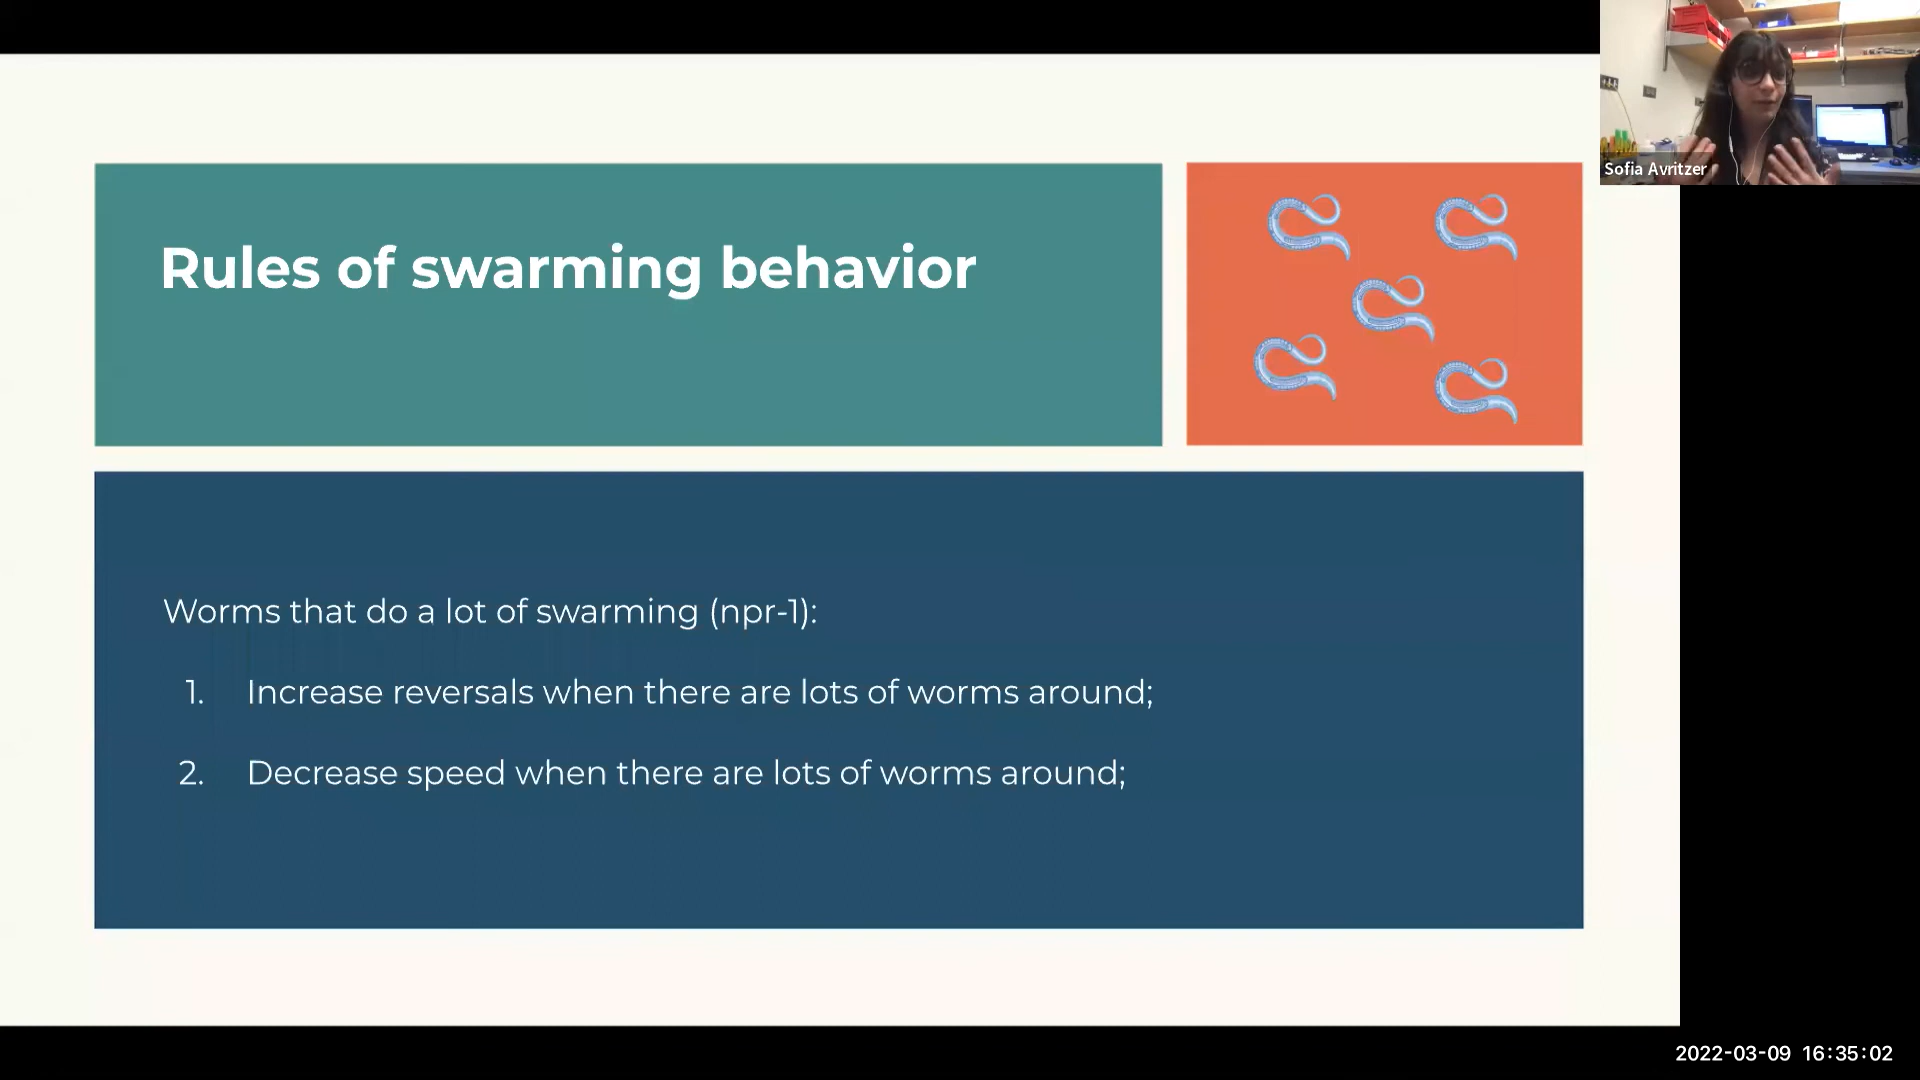 Sofia Avritzer
Rules of swarming behavior
Worms that do a lot of swarming (npr-1):
1. Increase reversals when there are lots of worms around;
2. Decrease speed when there are lots of worms around;
2022-03-09 16:35:02